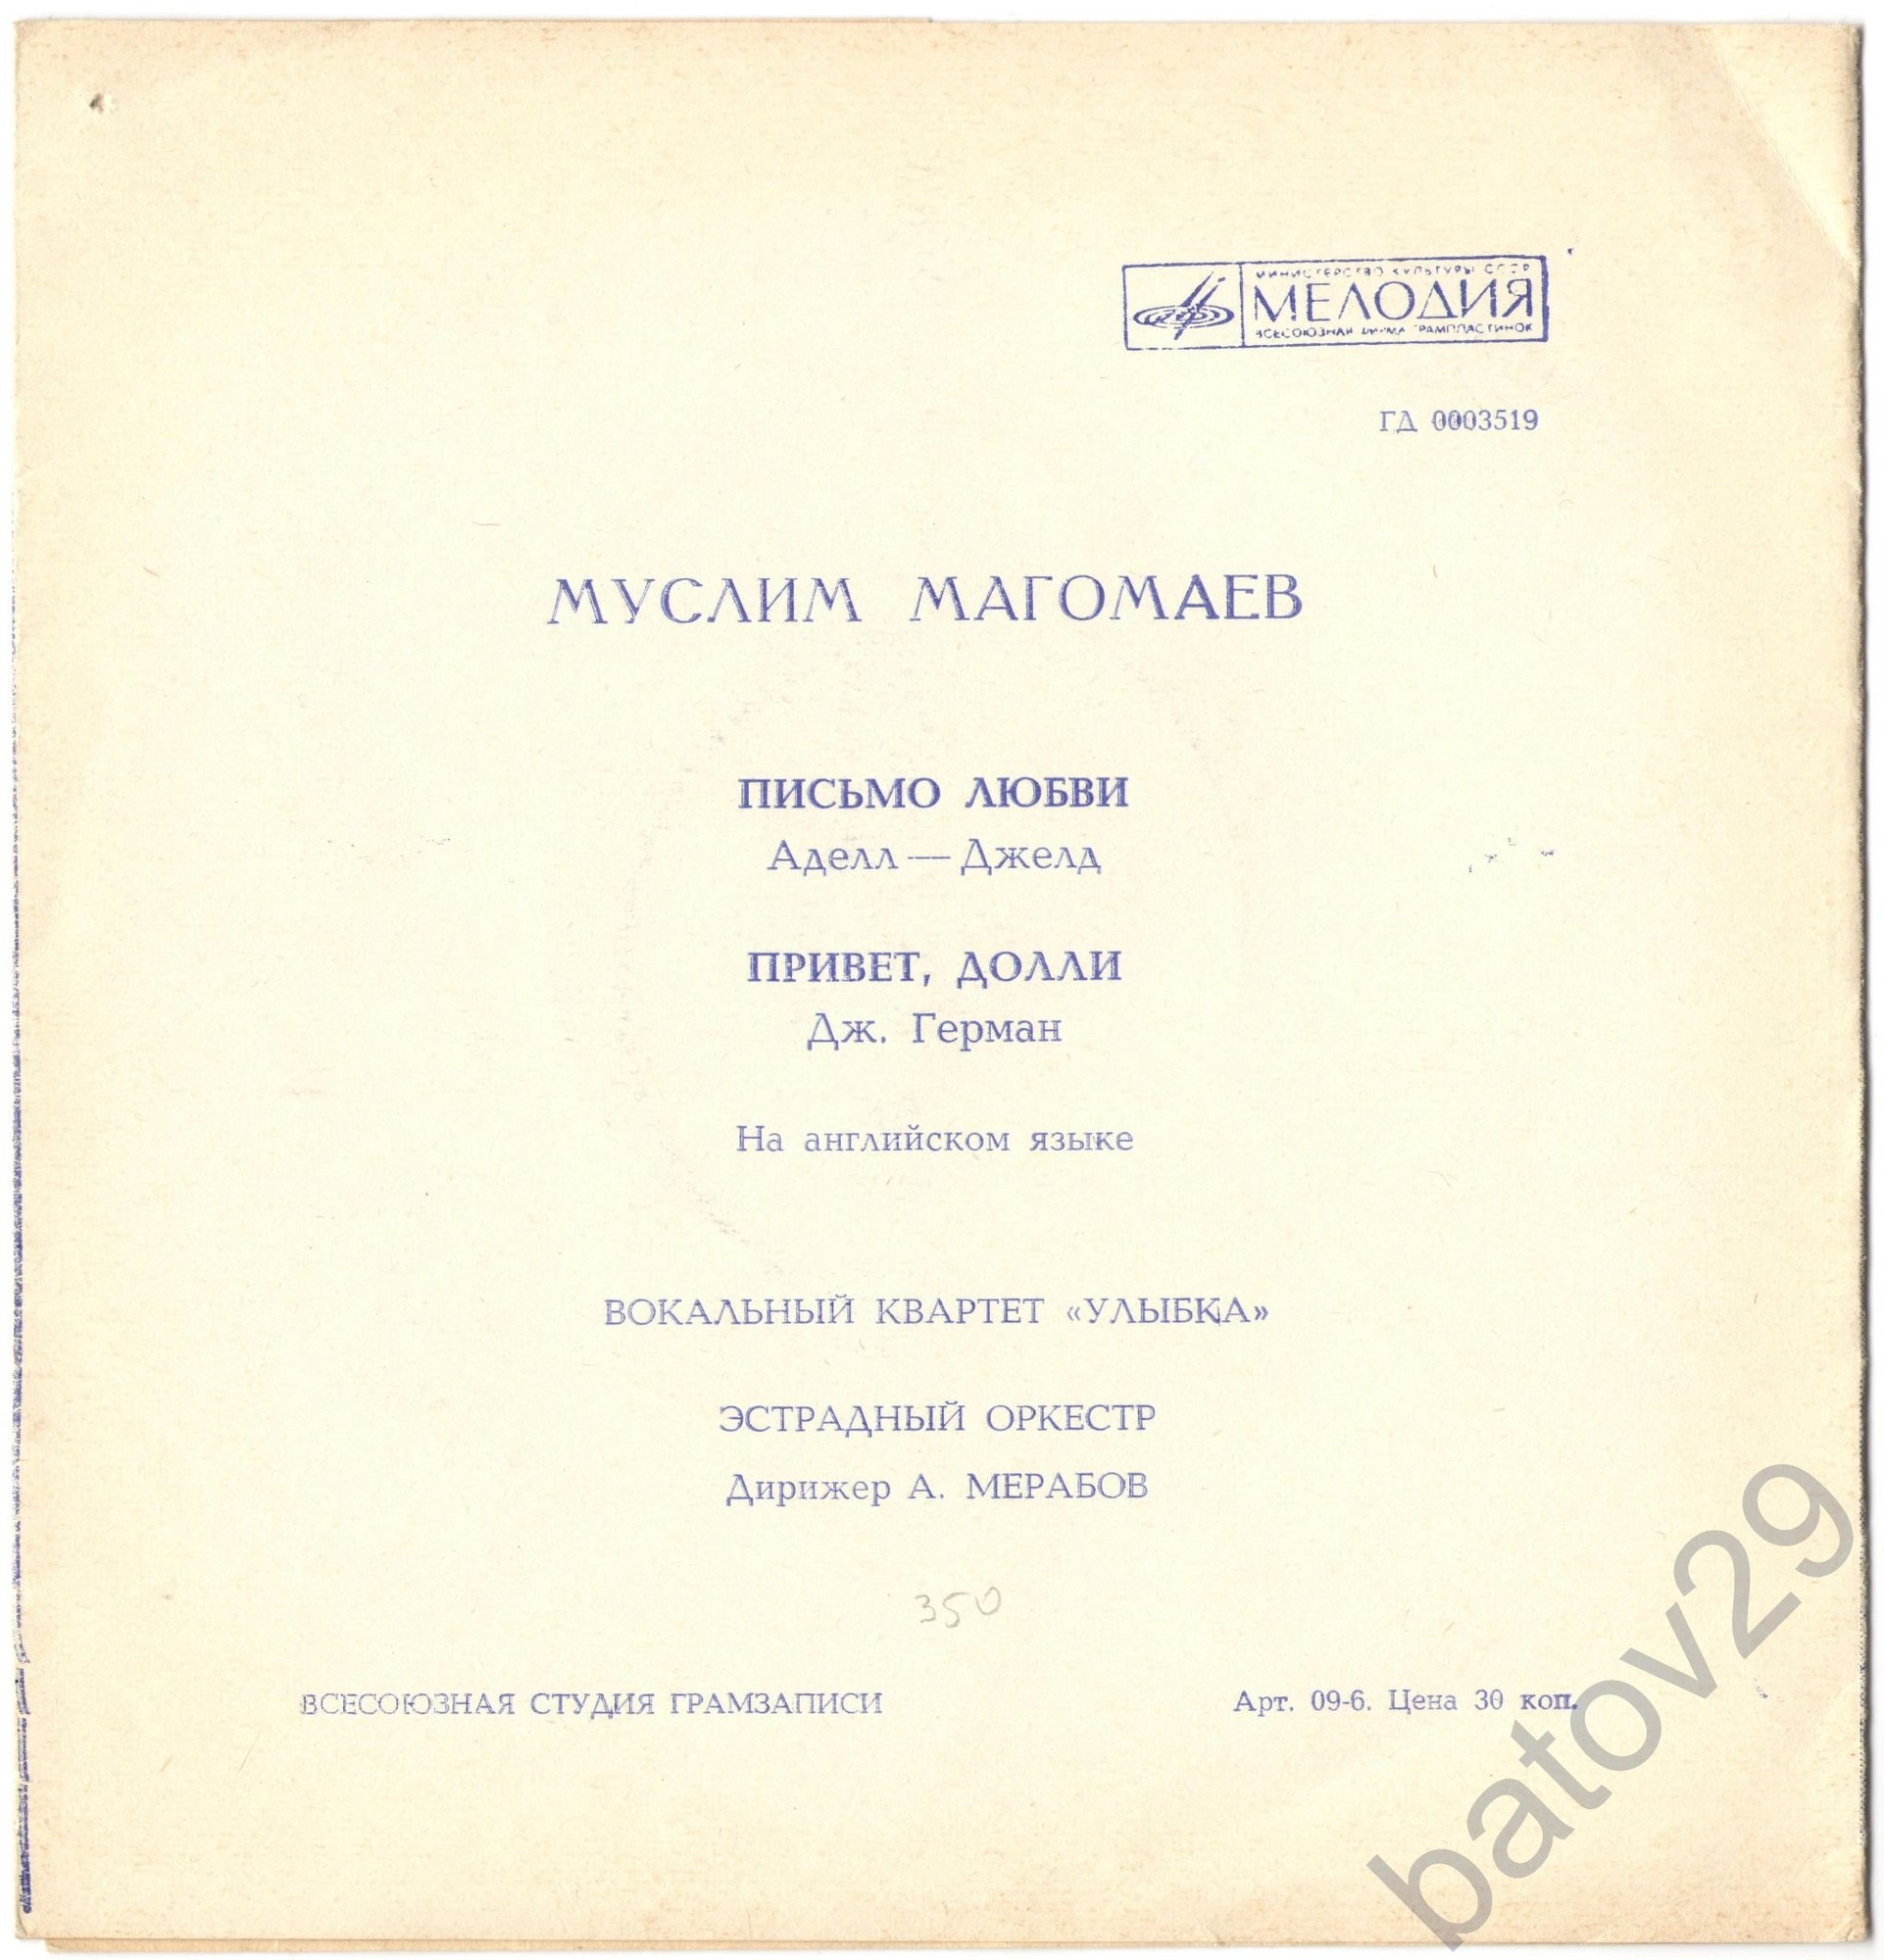 МИНИСТЕРСТВО КУЛЬТУРЫ СССР
МЕЛОДИЯ
ВСЕСОЮЗНАЯ ФИРМА ГРАМПЛАСТИНОК
ГД 0003519
МУСЛИМ МАГОМАЕВ
ПИСЬМО ЛЮБВИ
Аделл — Джелд
ПРИВЕТ, ДОЛЛИ
Дж. Герман
На английском языке
ВОКАЛЬНЫЙ КВАРТЕТ «УЛЫБКА»
ЭСТРАДНЫЙ ОРКЕСТР
Дирижер А. МЕРАБОВ
350
ВСЕСОЮЗНАЯ СТУДИЯ ГРАМЗАПИСИ
Арт. 09-6. Цена 30 коп.
batov29